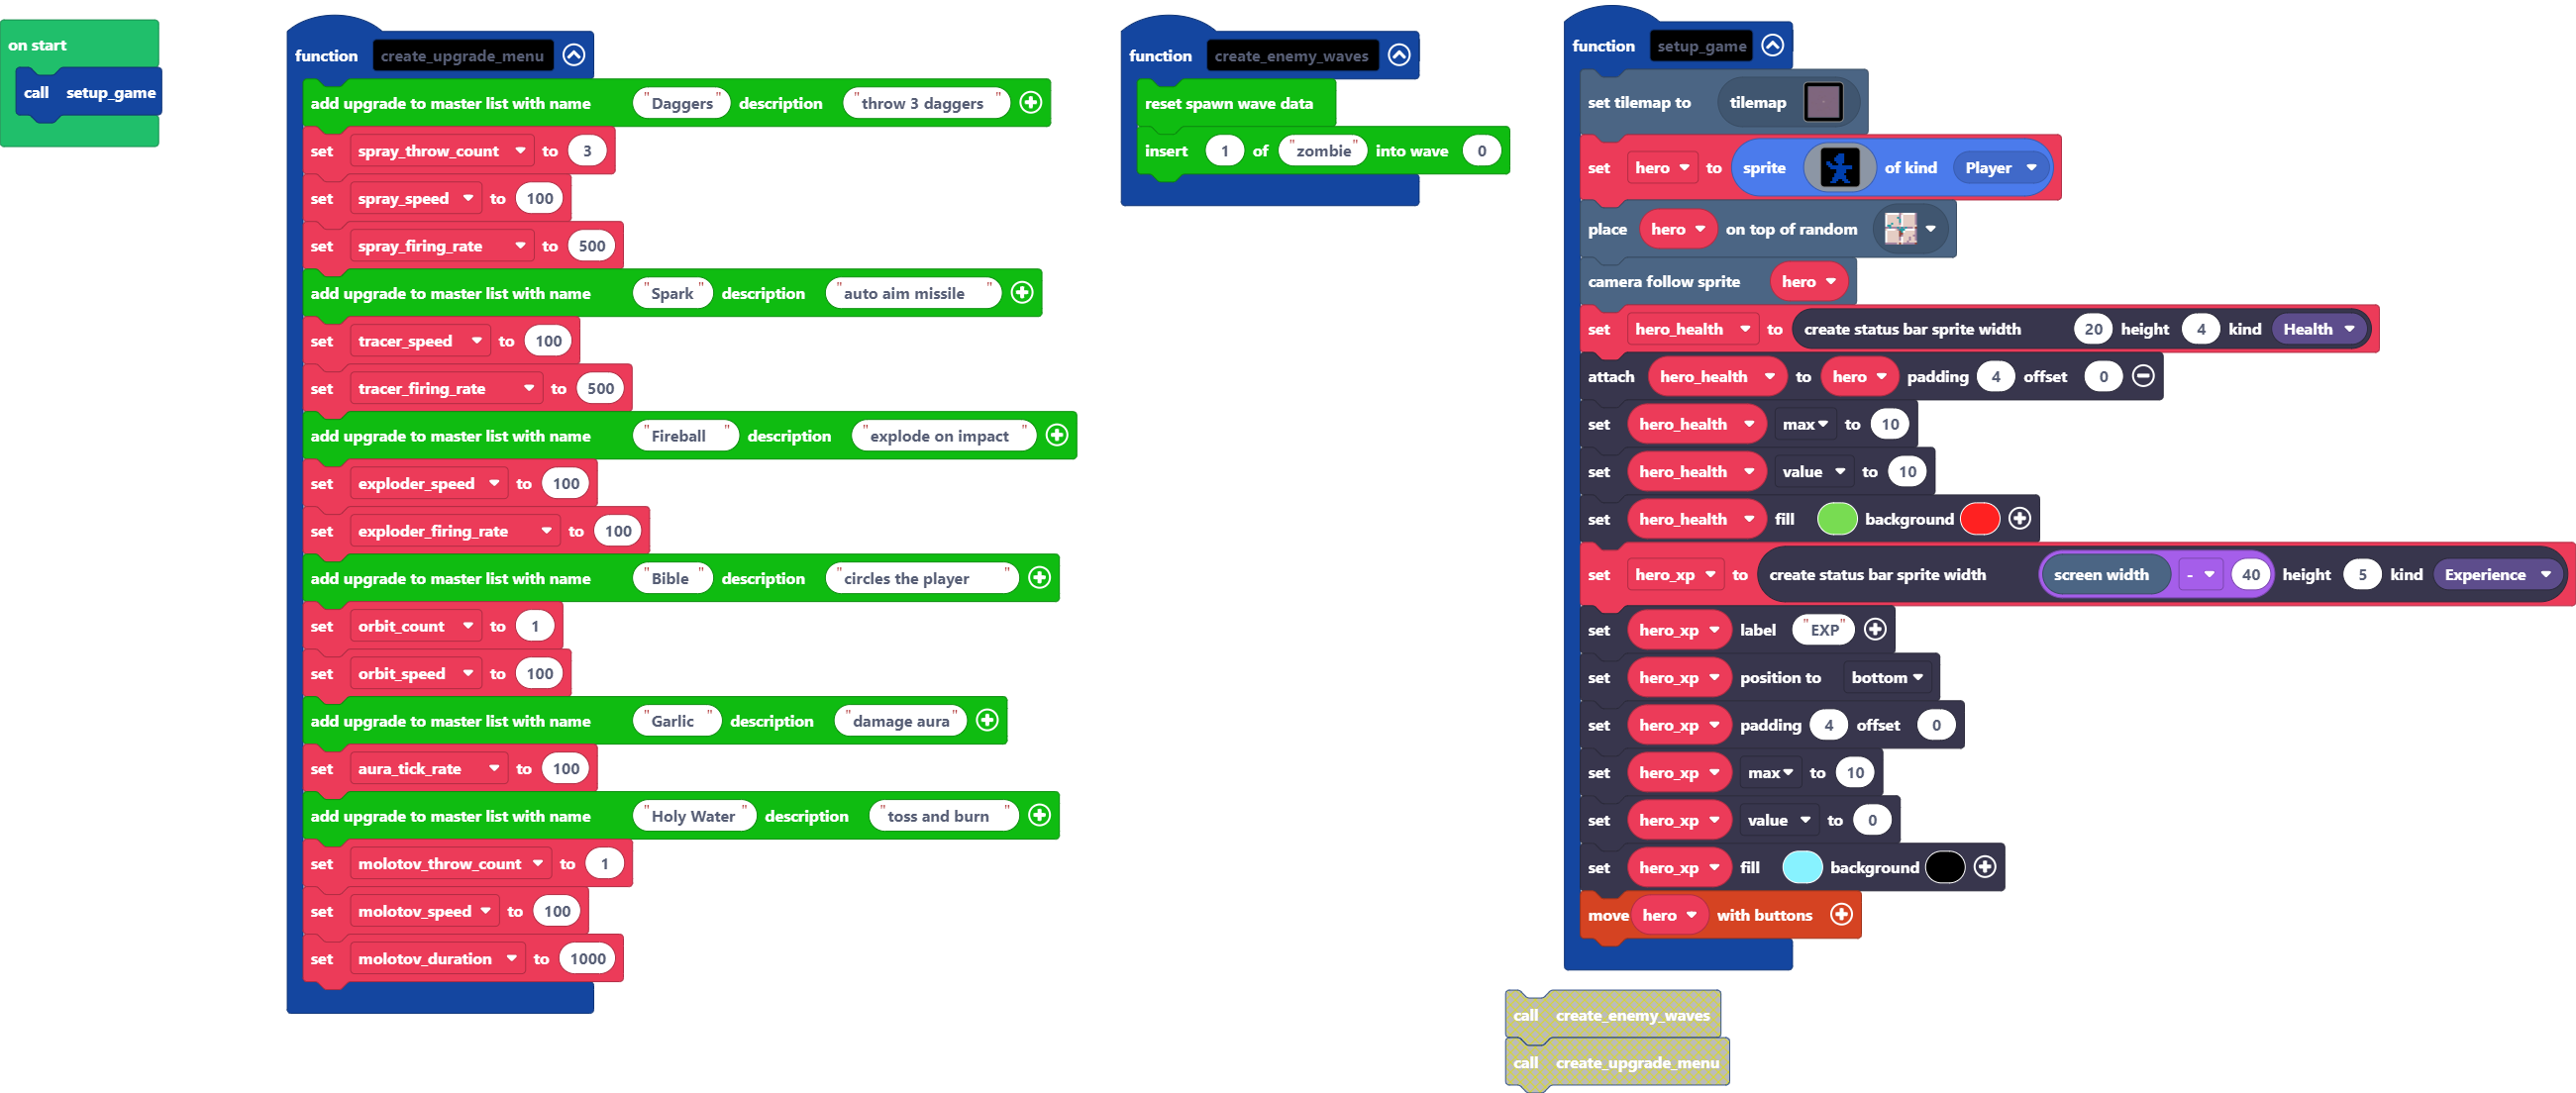 on start
call setup_game
function create_upgrade_menu
add upgrade to master list with name "Daggers" description "throw 3 daggers"
set spray_throw_count to 3
set spray_speed to 100
set spray_firing_rate to 500
add upgrade to master list with name "Spark" description "auto aim missile"
set tracer_speed to 100
set tracer_firing_rate to 500
add upgrade to master list with name "Fireball" description "explode on impact"
set exploder_speed to 100
set exploder_firing_rate to 100
add upgrade to master list with name "Bible" description "circles the player"
set orbit_count to 1
set orbit_speed to 100
add upgrade to master list with name "Garlic" description "damage aura"
set aura_tick_rate to 100
add upgrade to master list with name "Holy Water" description "toss and burn"
set molotov_throw_count to 1
set molotov_speed to 100
set molotov_duration to 1000
function create_enemy_waves
reset spawn wave data
insert 1 of "zombie" into wave 0
function setup_game
set tilemap to tilemap
set hero to sprite of kind Player
place hero on top of random
camera follow sprite hero
set hero_health to create status bar sprite width 20 height 4 kind Health
attach hero_health to hero padding 4 offset 0
set hero_health max to 10
set hero_health value to 10
set hero_health fill background
set hero_xp to create status bar sprite width screen width - 40 height 5 kind Experience
set hero_xp label "EXP"
set hero_xp position to bottom
set hero_xp padding 4 offset 0
set hero_xp max to 10
set hero_xp value to 0
set hero_xp fill background
move hero with buttons
call create_enemy_waves
call create_upgrade_menu